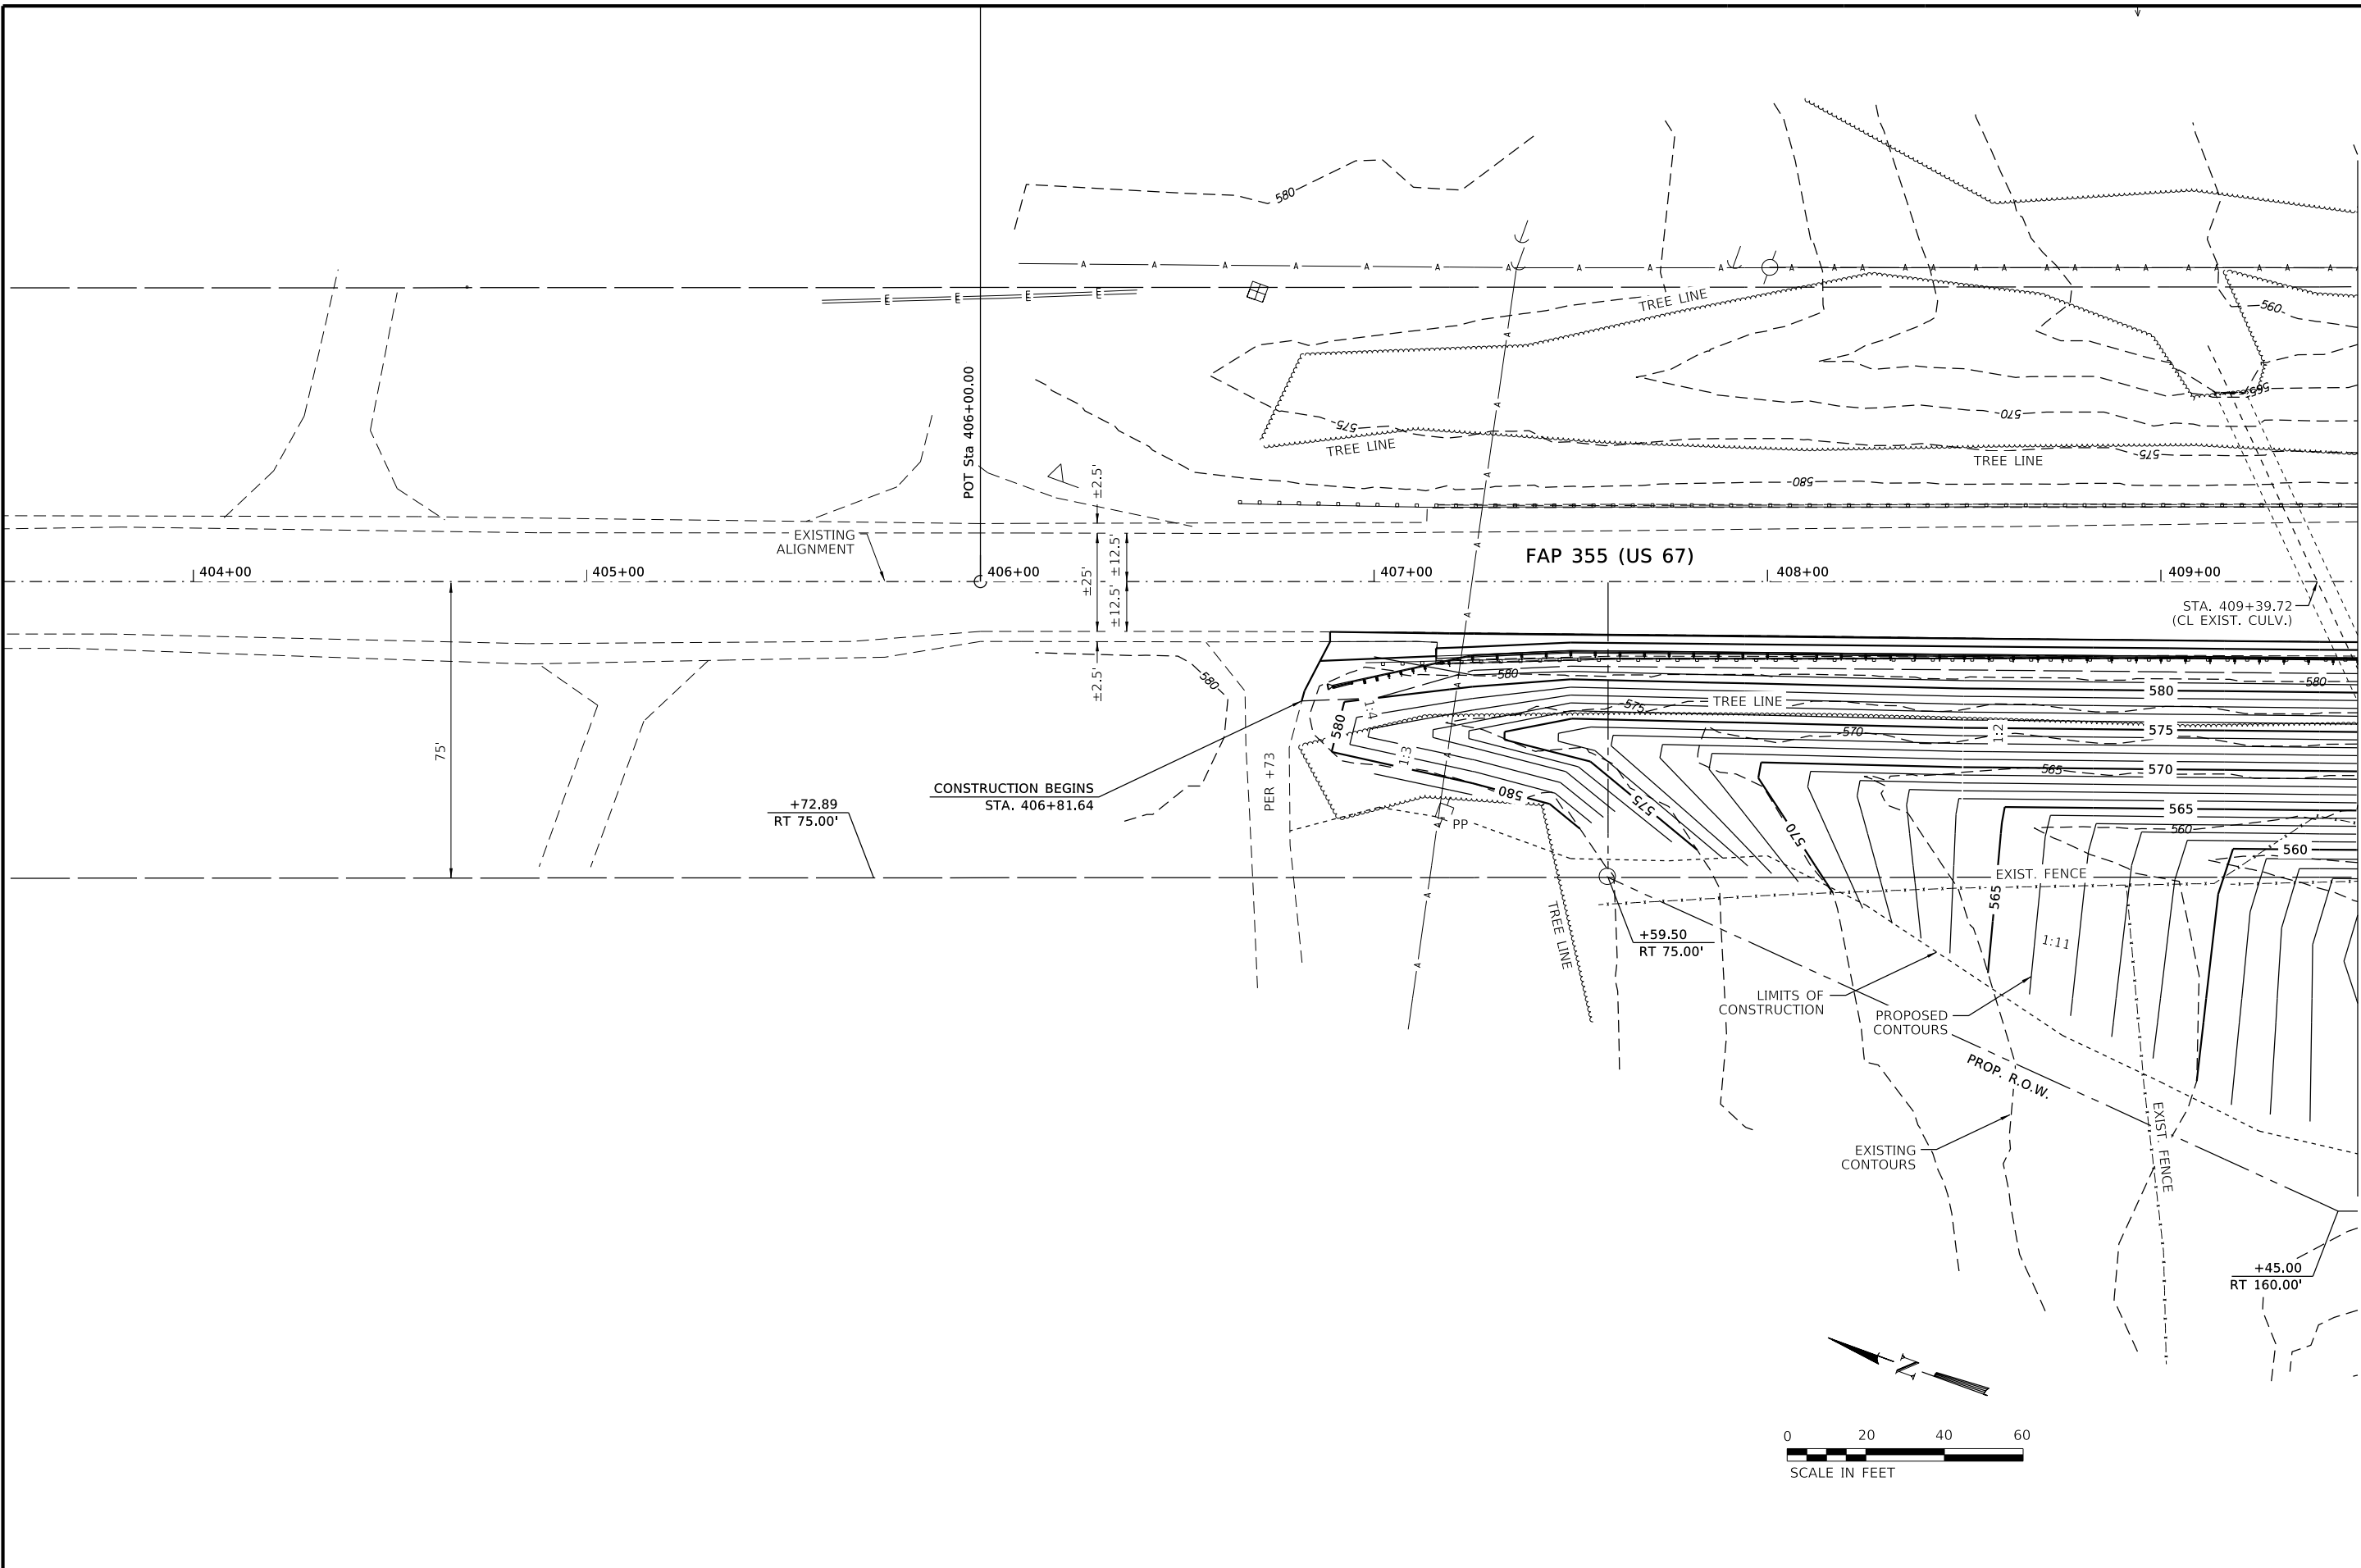 580
A A A A A A A A A A A A A A A A A A A
E E E E
TREE LINE
560
565
570
575
TREE LINE
TREE LINE
575
580
POT Sta 406+00.00
±2.5'
EXISTING
ALIGNMENT
FAP 355 (US 67)
±12.5'
±25'
±12.5'
±2.5'
404+00
405+00
406+00
407+00
408+00
409+00
STA. 409+39.72
(CL EXIST. CULV.)
580
580
580
580
TREE LINE
575
575
570
570
1:4
1:3
1:2
580
565
565
560
560
75'
CONSTRUCTION BEGINS
STA. 406+81.64
PER +73
+72.89
RT 75.00'
580
575
570
PP
EXIST. FENCE
565
TREE LINE
+59.50
RT 75.00'
1:11
LIMITS OF
CONSTRUCTION
PROPOSED
CONTOURS
PROP. R.O.W.
EXISTING
CONTOURS
EXIST. FENCE
+45.00
RT 160.00'
N
0 20 40 60
SCALE IN FEET